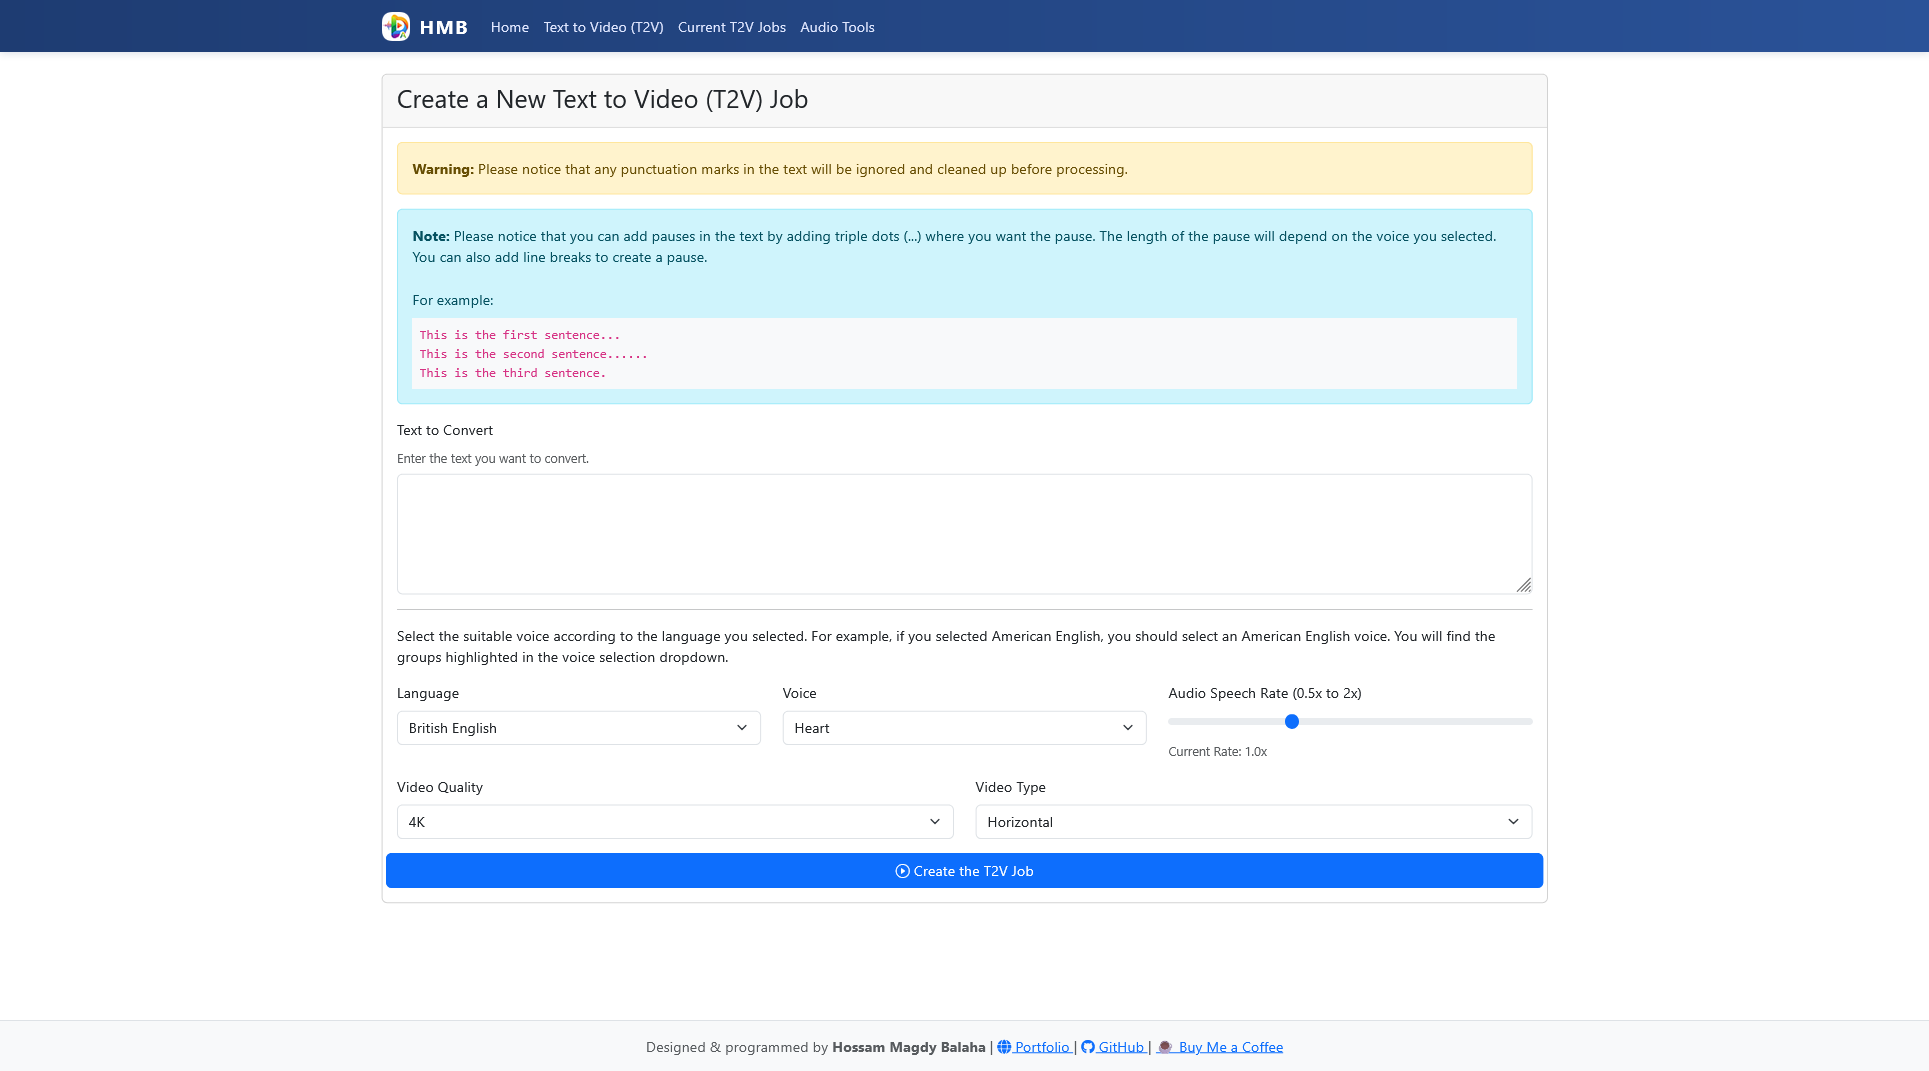 HMB Home Text to Video (T2V) Current T2V Jobs Audio Tools
Create a New Text to Video (T2V) Job
Warning: Please notice that any punctuation marks in the text will be ignored and cleaned up before processing.
Note: Please notice that you can add pauses in the text by adding triple dots (...) where you want the pause. The length of the pause will depend on the voice you selected.
You can also add line breaks to create a pause.
For example:
This is the first sentence...
This is the second sentence......
This is the third sentence.
Text to Convert
Enter the text you want to convert.
Select the suitable voice according to the language you selected. For example, if you selected American English, you should select an American English voice. You will find the
groups highlighted in the voice selection dropdown.
Language Voice Audio Speech Rate (0.5x to 2x)
British English Heart
Current Rate: 1.0x
Video Quality Video Type
4K Horizontal
Create the T2V Job
Designed & programmed by Hossam Magdy Balaha | Portfolio | GitHub | Buy Me a Coffee